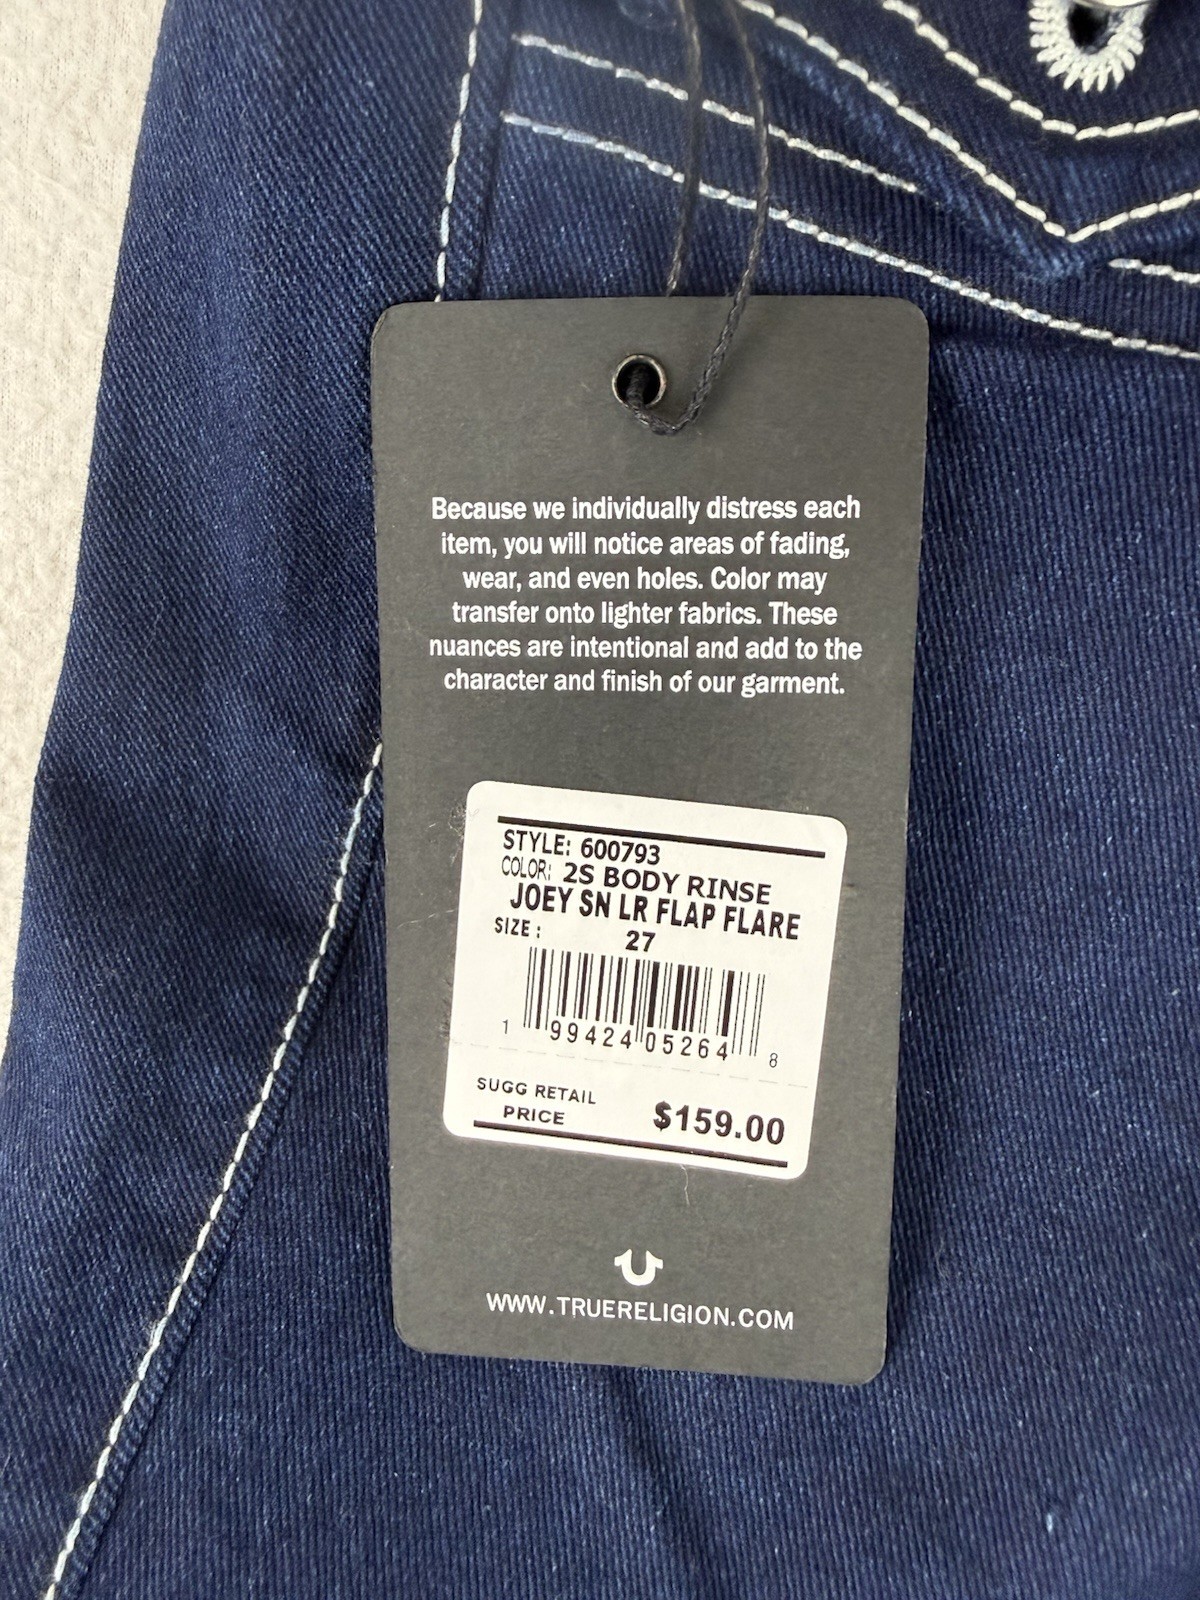 Because we individually distress each
item, you will notice areas of fading,
wear, and even holes. Color may
transfer onto lighter fabrics. These
nuances are intentional and add to the
character and finish of our garment.
STYLE: 600793
COLOR: 2S BODY RINSE
JOEY SN LR FLAP FLARE
SIZE : 27
1 99424 05264 8
SUGG RETAIL
PRICE $159.00
WWW.TRUERELIGION.COM